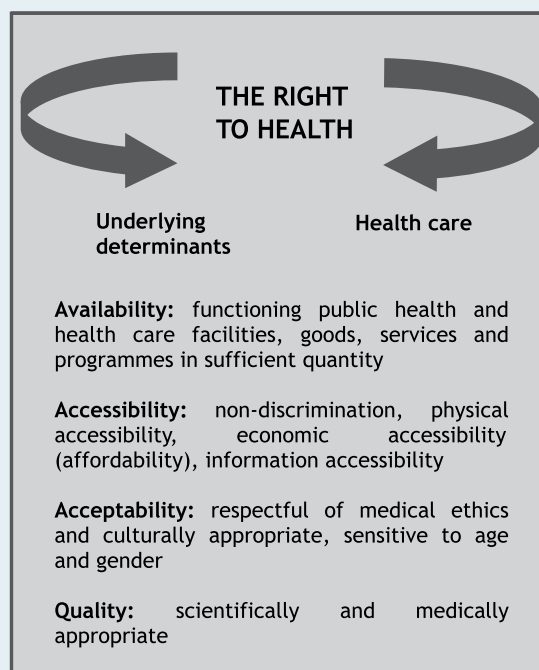 THE RIGHT
TO HEALTH
Underlying
determinants
Health care
Availability: functioning public health and
health care facilities, goods, services and
programmes in sufficient quantity
Accessibility: non-discrimination, physical
accessibility, economic accessibility
(affordability), information accessibility
Acceptability: respectful of medical ethics
and culturally appropriate, sensitive to age
and gender
Quality: scientifically and medically
appropriate